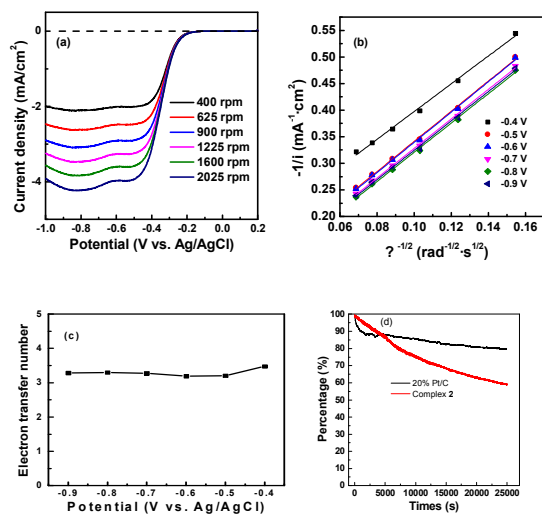 (a)
Current density (mA/cm²)
0
-2
-4
400 rpm
625 rpm
900 rpm
1225 rpm
1600 rpm
2025 rpm
-1.0 -0.8 -0.6 -0.4 -0.2 0.0 0.2
Potential (V vs. Ag/AgCl)
(b)
-1/i (mA⁻¹·cm²)
0.55
0.50
0.45
0.40
0.35
0.30
0.25
0.20
-0.4 V
-0.5 V
-0.6 V
-0.7 V
-0.8 V
-0.9 V
0.06 0.08 0.10 0.12 0.14 0.16
? ⁻¹/² (rad⁻¹/²·s¹/²)
(c)
Electron transfer number
5
4
3
2
1
0
-0.9 -0.8 -0.7 -0.6 -0.5 -0.4
Potential (V vs. Ag/AgCl)
(d)
Percentage (%)
100
90
80
70
60
50
40
30
20
10
0
20% Pt/C
Complex 2
0 5000 10000 15000 20000 25000
Times (s)